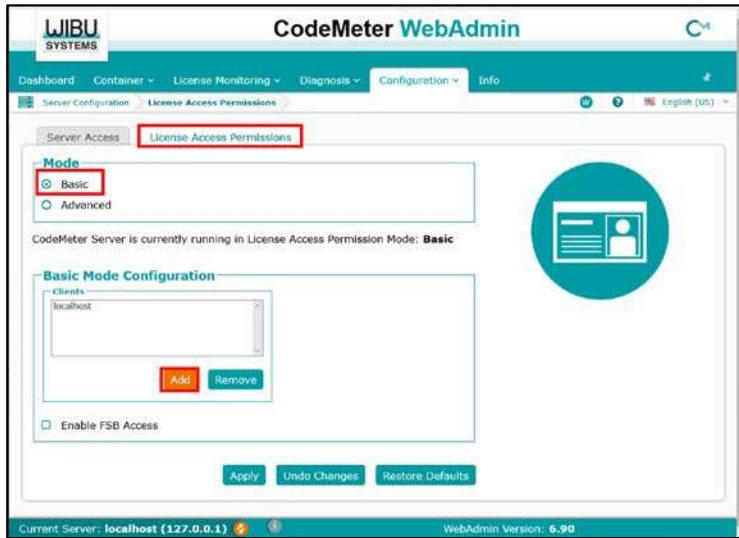 WIBU
SYSTEMS
CodeMeter WebAdmin
Dashboard Container License Monitoring Diagnosis Configuration Info
Server Configuration License Access Permissions W ? English (US)
Server Access License Access Permissions
Mode
Basic
Advanced
CodeMeter Server is currently running in License Access Permission Mode: Basic
Basic Mode Configuration
Clients
localhost
Add Remove
Enable FSB Access
Apply Undo Changes Restore Defaults
Current Server: localhost (127.0.0.1) WebAdmin Version: 6.90